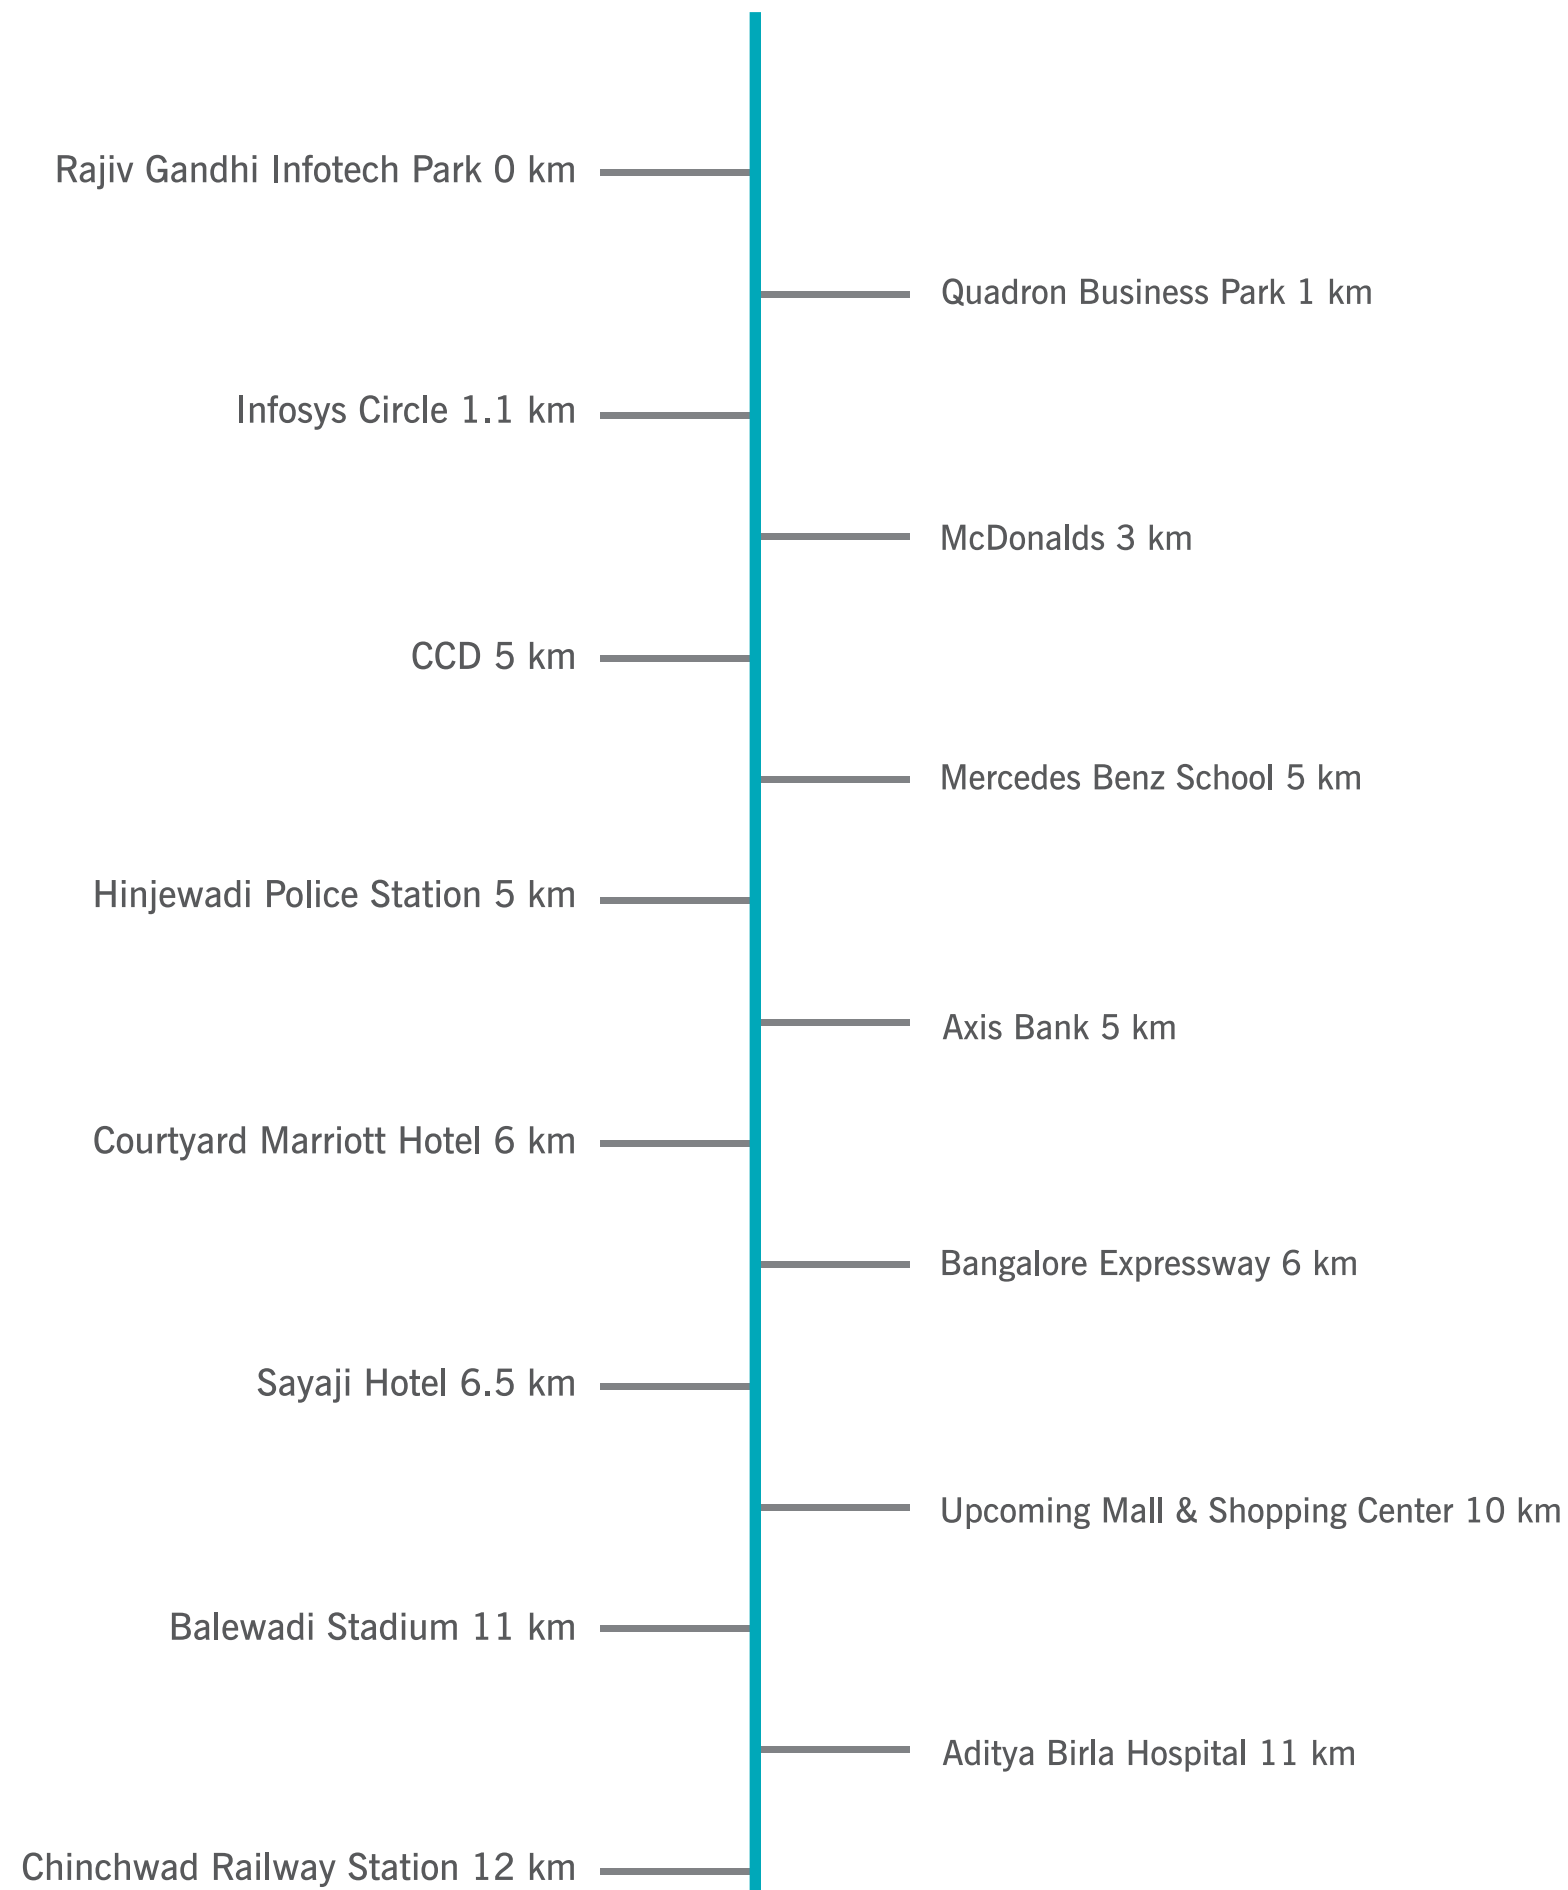 Rajiv Gandhi Infotech Park 0 km
Quadron Business Park 1 km
Infosys Circle 1.1 km
McDonalds 3 km
CCD 5 km
Mercedes Benz School 5 km
Hinjewadi Police Station 5 km
Axis Bank 5 km
Courtyard Marriott Hotel 6 km
Bangalore Expressway 6 km
Sayaji Hotel 6.5 km
Upcoming Mall & Shopping Center 10 km
Balewadi Stadium 11 km
Aditya Birla Hospital 11 km
Chinchwad Railway Station 12 km